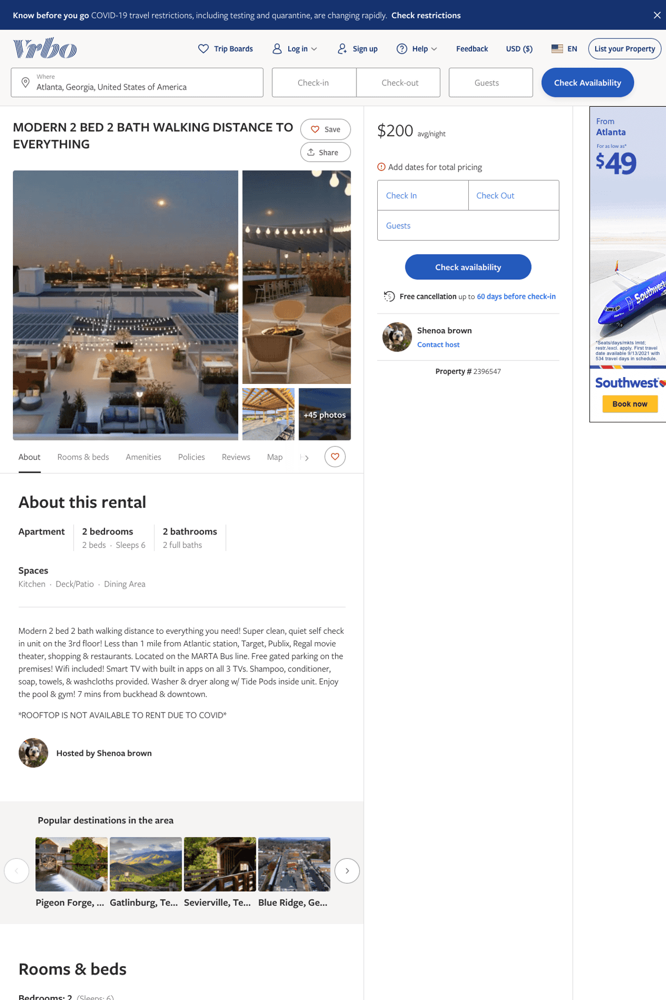 Know before you go COVID-19 travel restrictions, including testing and quarantine, are changing rapidly. Check restrictions
Vrbo
Trip Boards
Log in
Sign up
Help
Feedback
USD ($)
EN
List your Property
Where
Atlanta, Georgia, United States of America
Check-in
Check-out
Guests
Check Availability
MODERN 2 BED 2 BATH WALKING DISTANCE TO
EVERYTHING
Save
Share
+45 photos
About
Rooms & beds
Amenities
Policies
Reviews
Map
About this rental
Apartment
2 bedrooms
2 beds · Sleeps 6
2 bathrooms
2 full baths
Spaces
Kitchen · Deck/Patio · Dining Area
Modern 2 bed 2 bath walking distance to everything you need! Super clean, quiet self check
in unit on the 3rd floor! Less than 1 mile from Atlantic station, Target, Publix, Regal movie
theater, shopping & restaurants. Located on the MARTA Bus line. Free gated parking on the
premises! Wifi included! Smart TV with built in apps on all 3 TVs. Shampoo, conditioner,
soap, towels, & washcloths provided. Washer & dryer along w/ Tide Pods inside unit. Enjoy
the pool & gym! 7 mins from buckhead & downtown.
*ROOFTOP IS NOT AVAILABLE TO RENT DUE TO COVID*
Hosted by Shenoa brown
Popular destinations in the area
Pigeon Forge, ...
Gatlinburg, Te...
Sevierville, Te...
Blue Ridge, Ge...
Rooms & beds
Bedrooms: 2 (Sleeps: 6)
$200 avg/night
Add dates for total pricing
Check In
Check Out
Guests
Check availability
Free cancellation up to 60 days before check-in
Shenoa brown
Contact host
Property # 2396547
From
Atlanta
For as low as*
$49
Southwest
*Seats/days/mkts lmtd;
restr./excl. apply. First travel
date available 9/13/2021 with
534 travel days in schedule.
Southwest
Book now